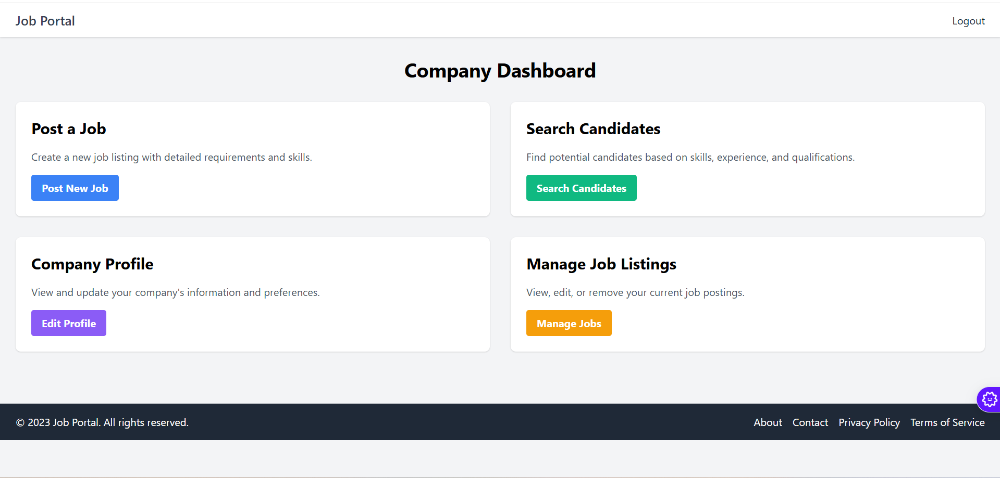 Job Portal
Logout
Company Dashboard
Post a Job
Create a new job listing with detailed requirements and skills.
Post New Job
Search Candidates
Find potential candidates based on skills, experience, and qualifications.
Search Candidates
Company Profile
View and update your company's information and preferences.
Edit Profile
Manage Job Listings
View, edit, or remove your current job postings.
Manage Jobs
© 2023 Job Portal. All rights reserved.
About Contact Privacy Policy Terms of Service